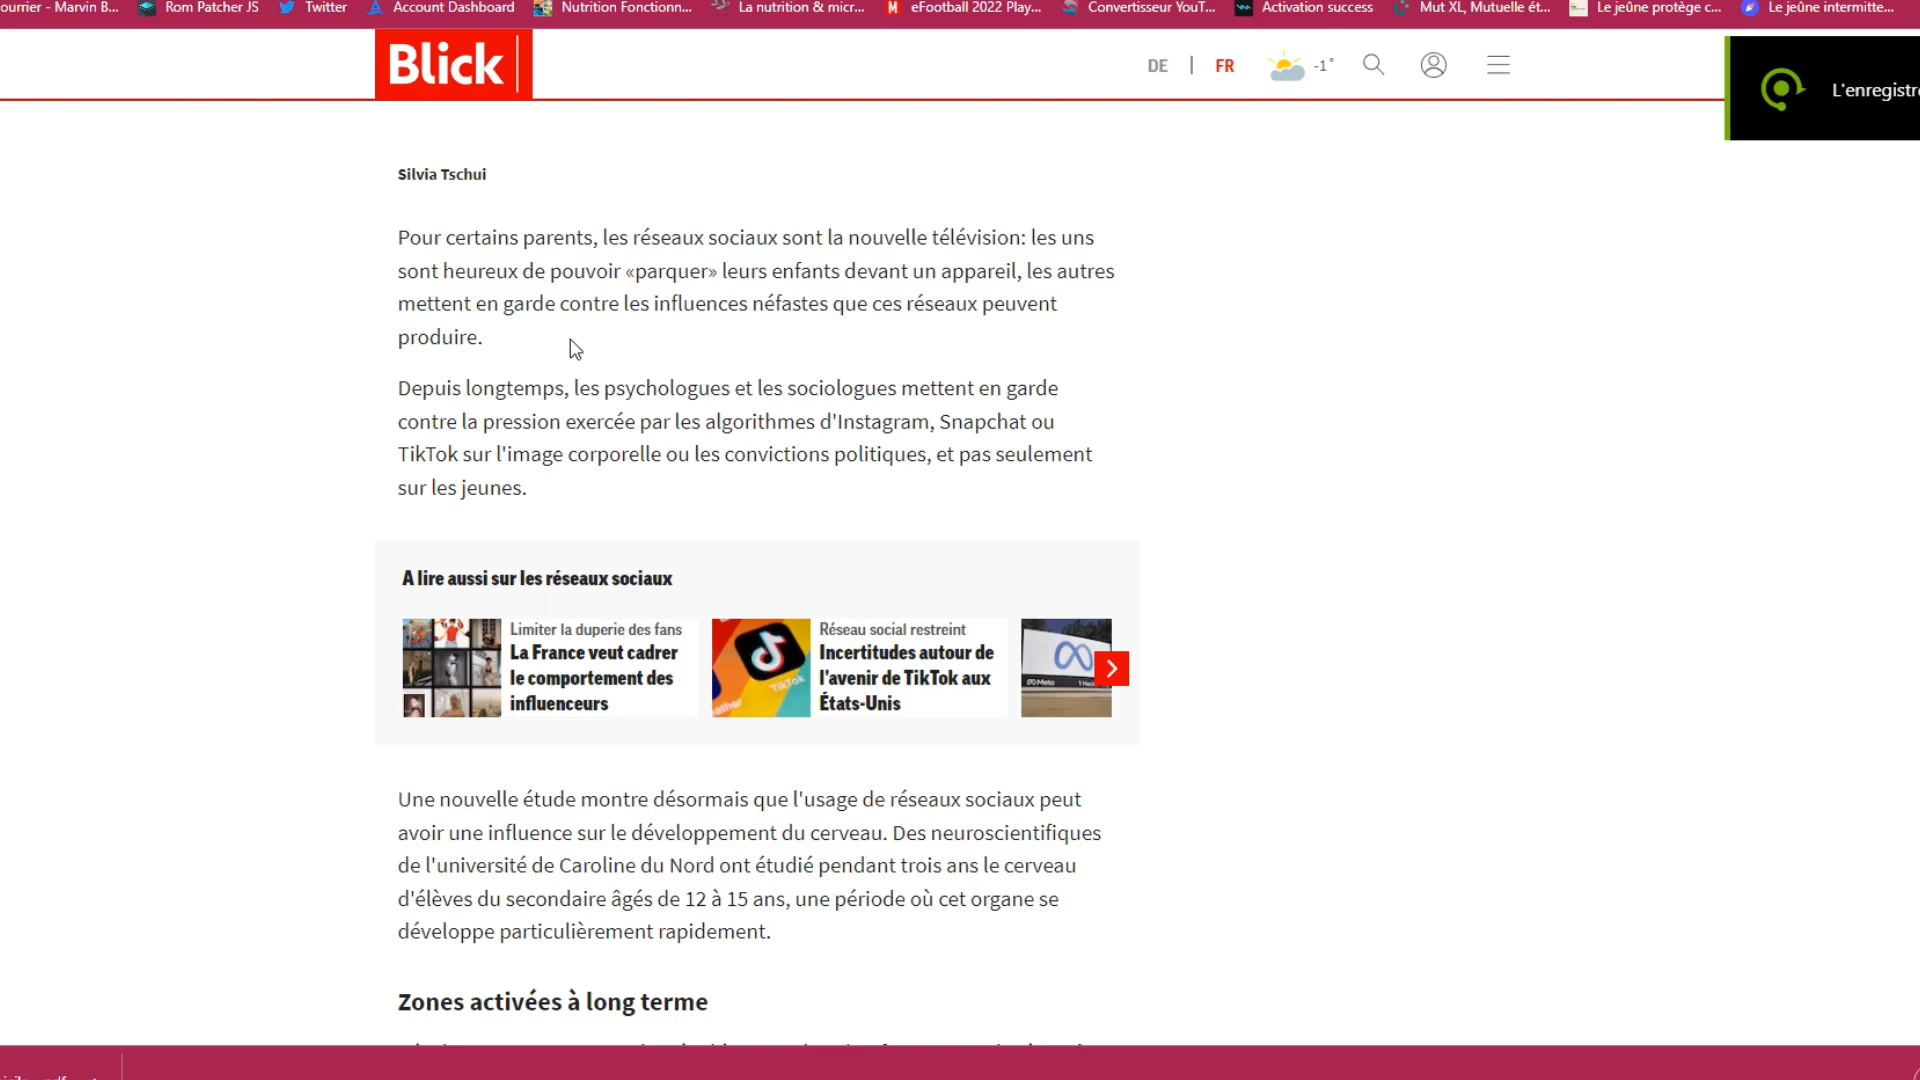 ourrier - Marvin B... Rom Patcher JS Twitter Account Dashboard Nutrition Fonctionn... La nutrition & micr... eFootball 2022 Play... Convertisseur YouT... Activation success Mut XL, Mutuelle ét... Le jeûne protège c... Le jeûne intermitte...
Blick
DE | FR -1°
L'enregistr
Silvia Tschui
Pour certains parents, les réseaux sociaux sont la nouvelle télévision: les uns
sont heureux de pouvoir «parquer» leurs enfants devant un appareil, les autres
mettent en garde contre les influences néfastes que ces réseaux peuvent
produire.
Depuis longtemps, les psychologues et les sociologues mettent en garde
contre la pression exercée par les algorithmes d'Instagram, Snapchat ou
TikTok sur l'image corporelle ou les convictions politiques, et pas seulement
sur les jeunes.
A lire aussi sur les réseaux sociaux
Limiter la duperie des fans
La France veut cadrer
le comportement des
influenceurs
TikTok
Réseau social restreint
Incertitudes autour de
l'avenir de TikTok aux
États-Unis
Meta
Une nouvelle étude montre désormais que l'usage de réseaux sociaux peut
avoir une influence sur le développement du cerveau. Des neuroscientifiques
de l'université de Caroline du Nord ont étudié pendant trois ans le cerveau
d'élèves du secondaire âgés de 12 à 15 ans, une période où cet organe se
développe particulièrement rapidement.
Zones activées à long terme